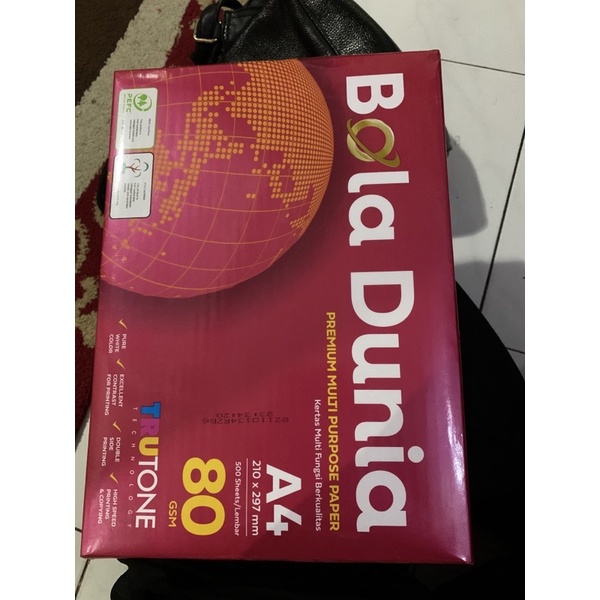 Bola Dunia
PREMIUM MULTI PURPOSE PAPER
Kertas Multi Fungsi Berkualitas
A4
210 x 297 mm
500 Sheets/Lembar
80
GSM
TRUTONE
TECHNOLOGY
PURE
WHITE
COLOR
EXCELLENT
CONTRAST
FOR PRINTING
DOUBLE
SIDE
PRINTING
HIGH SPEED
PRINTING
& COPYING
PEFC